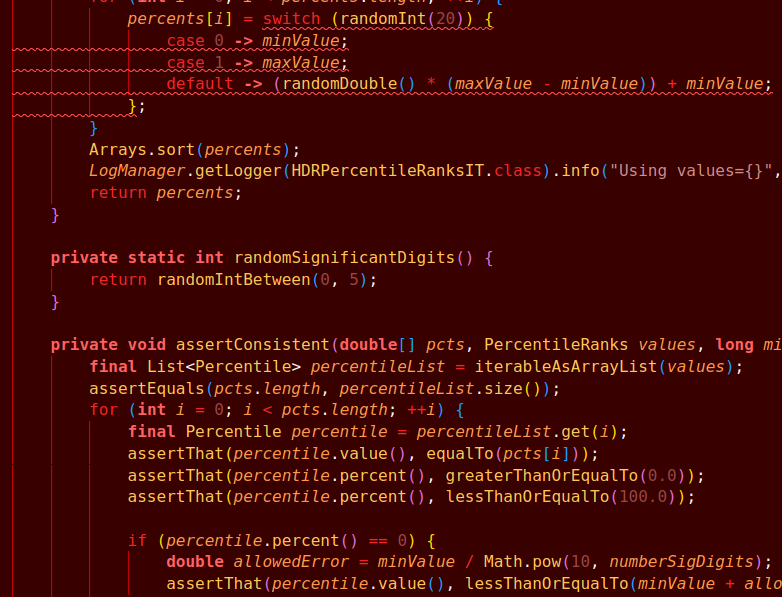 for (int i = 0; i < percents.length; ++i) {
percents[i] = switch (randomInt(20)) {
case 0 -> minValue;
case 1 -> maxValue;
default -> (randomDouble() * (maxValue - minValue)) + minValue;
};
}
Arrays.sort(percents);
LogManager.getLogger(HDRPercentileRanksIT.class).info("Using values={}",
return percents;
}
private static int randomSignificantDigits() {
return randomIntBetween(0, 5);
}
private void assertConsistent(double[] pcts, PercentileRanks values, long mi
final List<Percentile> percentileList = iterableAsArrayList(values);
assertEquals(pcts.length, percentileList.size());
for (int i = 0; i < pcts.length; ++i) {
final Percentile percentile = percentileList.get(i);
assertThat(percentile.value(), equalTo(pcts[i]));
assertThat(percentile.percent(), greaterThanOrEqualTo(0.0));
assertThat(percentile.percent(), lessThanOrEqualTo(100.0));
if (percentile.percent() == 0) {
double allowedError = minValue / Math.pow(10, numberSigDigits);
assertThat(percentile.value(), lessThanOrEqualTo(minValue + allo